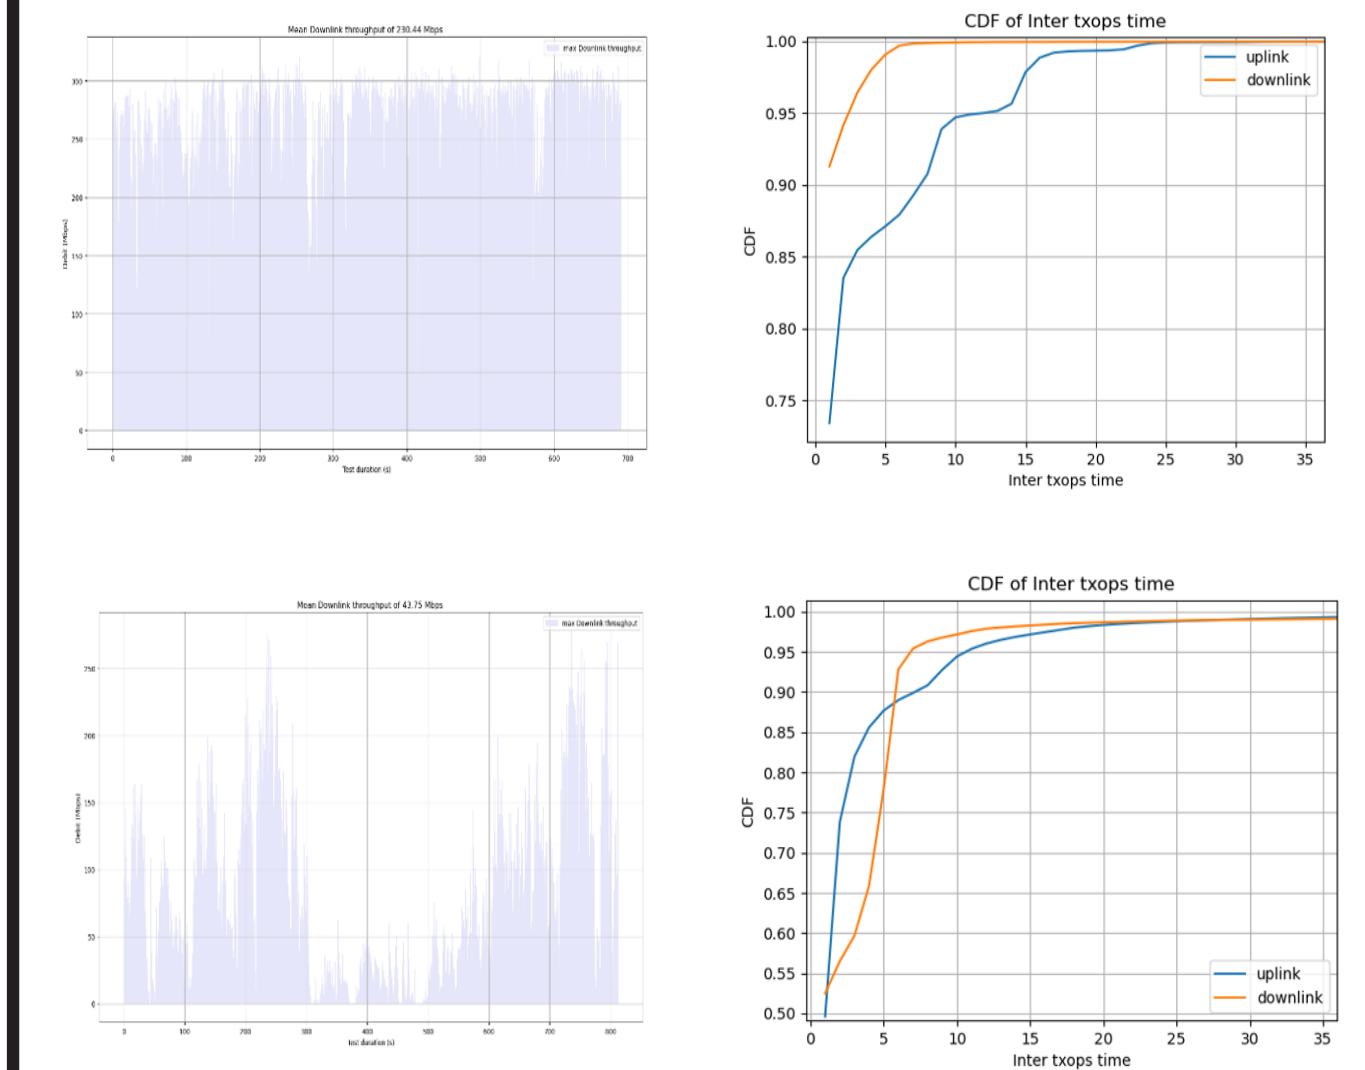 Mean Downlink throughput of 230.44 Mbps
max Downlink throughput
300
250
200
150
100
50
0
Debit (Mbps)
0 100 200 300 400 500 600 700
Test duration (s)
CDF of Inter txops time
1.00
0.95
0.90
0.85
0.80
0.75
CDF
uplink
downlink
0 5 10 15 20 25 30 35
Inter txops time
Mean Downlink throughput of 43.75 Mbps
max Downlink throughput
250
200
150
100
50
0
Debit (Mbps)
0 100 200 300 400 500 600 700 800
test duration (s)
CDF of Inter txops time
1.00
0.95
0.90
0.85
0.80
0.75
0.70
0.65
0.60
0.55
0.50
CDF
uplink
downlink
0 5 10 15 20 25 30 35
Inter txops time